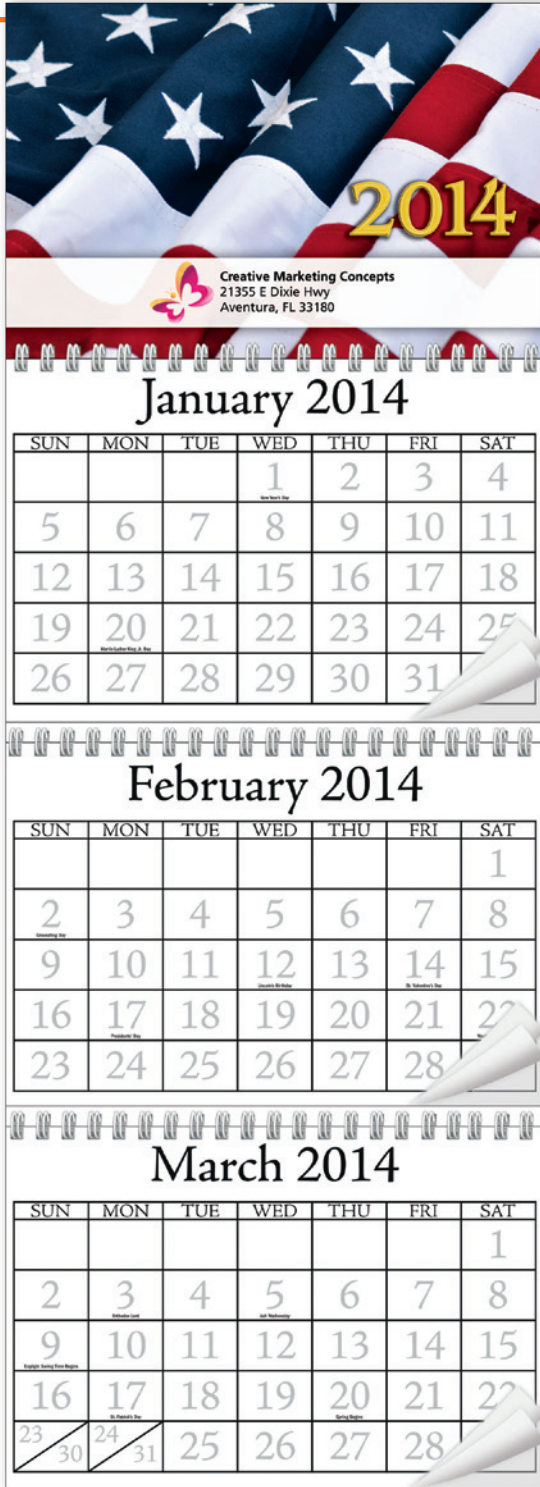 2014
Creative Marketing Concepts
21355 E Dixie Hwy
Aventura, FL 33180
January 2014
SUN MON TUE WED THU FRI SAT
1 2 3 4
New Year's Day
5 6 7 8 9 10 11
12 13 14 15 16 17 18
19 20 21 22 23 24 25
Martin Luther King, Jr. Day
26 27 28 29 30 31
February 2014
SUN MON TUE WED THU FRI SAT
1
2 3 4 5 6 7 8
Groundhog Day
9 10 11 12 13 14 15
Lincoln's Birthday St. Valentine's Day
16 17 18 19 20 21 22
Presidents' Day
23 24 25 26 27 28
March 2014
SUN MON TUE WED THU FRI SAT
1
2 3 4 5 6 7 8
Orthodox Lent Ash Wednesday
9 10 11 12 13 14 15
Daylight Saving Time Begins
16 17 18 19 20 21 22
St. Patrick's Day Spring Begins
23 30 24 31 25 26 27 28